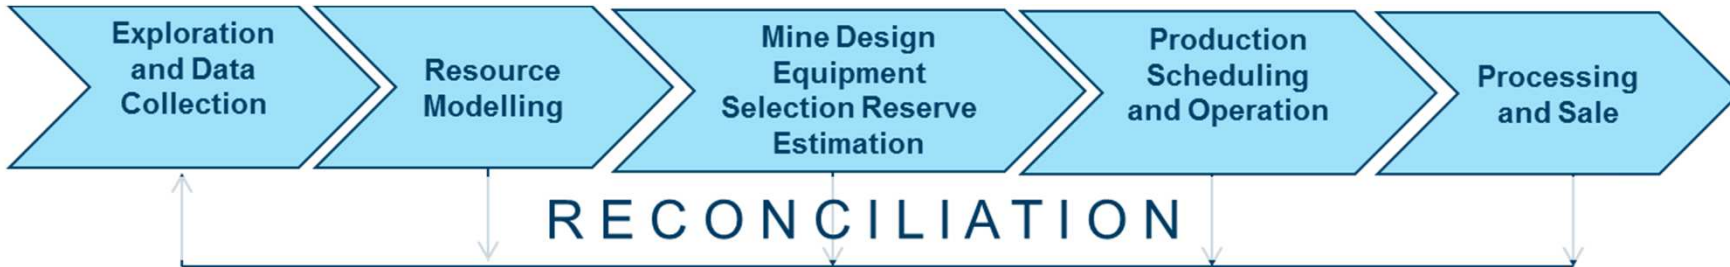 Exploration
and Data
Collection
Resource
Modelling
Mine Design
Equipment
Selection Reserve
Estimation
Production
Scheduling
and Operation
Processing
and Sale
RECONCILIATION